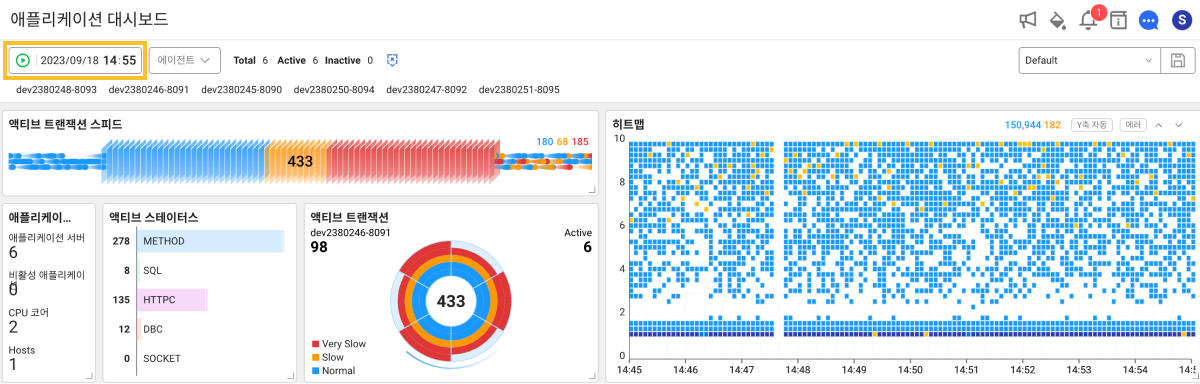 애플리케이션 대시보드
1
S
2023/09/18 14:55
에이전트
Total 6 Active 6 Inactive 0
Default
dev2380248-8093 dev2380246-8091 dev2380245-8090 dev2380250-8094 dev2380247-8092 dev2380251-8095
액티브 트랜잭션 스피드
180 68 185
433
히트맵
150,944 182
Y축 자동
에러
10
8
6
4
2
0
14:45 14:46 14:47 14:48 14:49 14:50 14:51 14:52 14:53 14:54 14:5
애플리케이...
애플리케이션 서버
6
비활성 애플리케이션
0
CPU 코어
2
Hosts
1
액티브 스테이터스
278 METHOD
8 SQL
135 HTTPC
12 DBC
0 SOCKET
액티브 트랜잭션
dev2380246-8091
98
Active
6
433
Very Slow
Slow
Normal